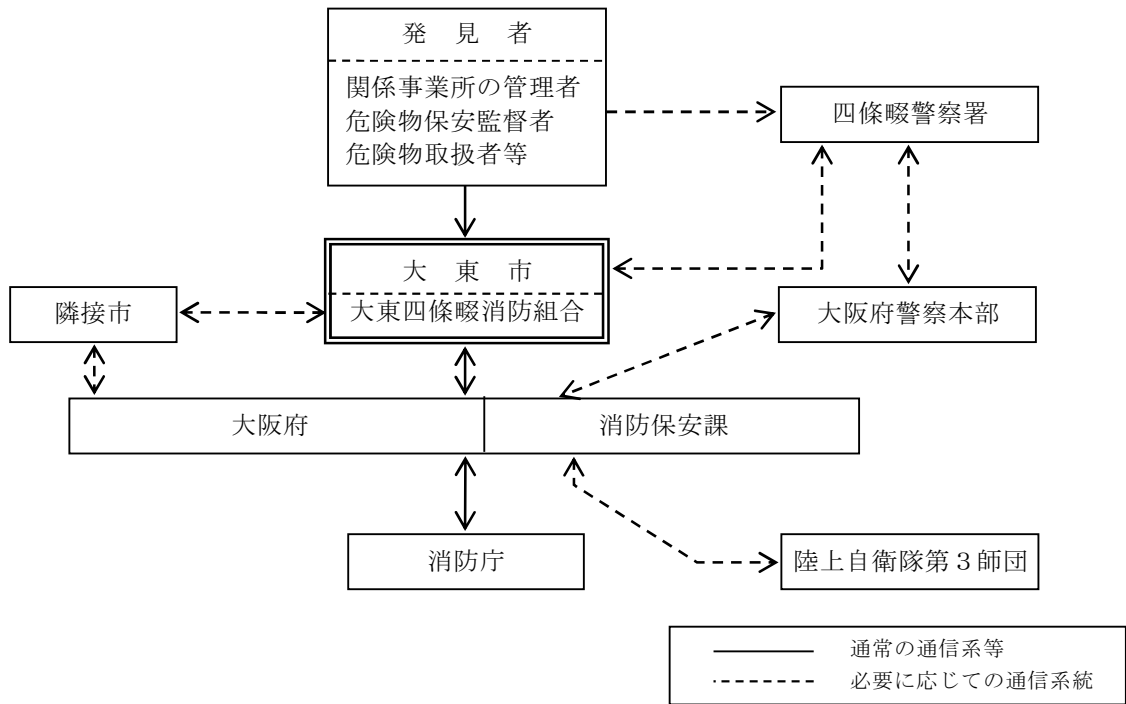 発 見 者
関係事業所の管理者
危険物保安監督者
危険物取扱者等
四條畷警察署
大 東 市
大東四條畷消防組合
隣接市
大阪府警察本部
大阪府
消防保安課
消防庁
陸上自衛隊第３師団
通常の通信系等
必要に応じての通信系統